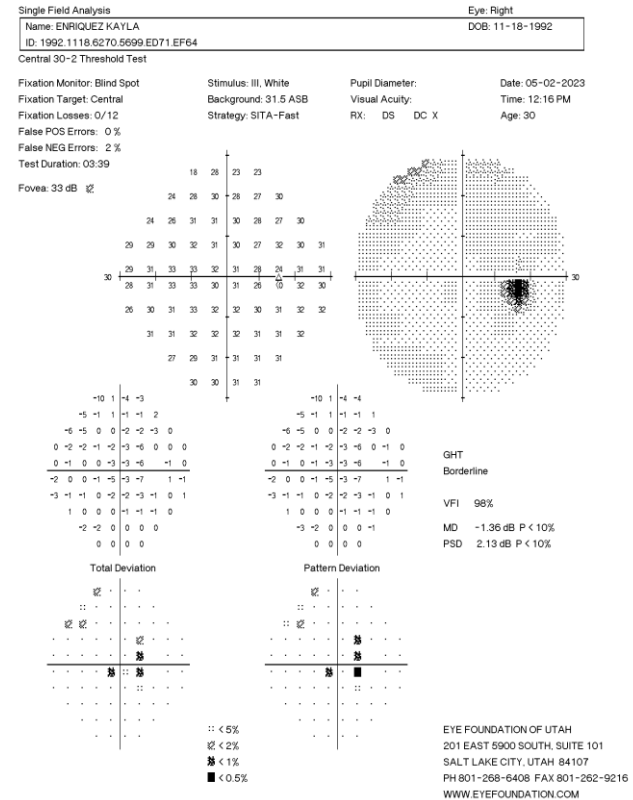 Single Field Analysis Eye: Right
Name: ENRIQUEZ KAYLA DOB: 11-18-1992
ID: 1992.1118.6270.5699.ED71.EF64
Central 30-2 Threshold Test
Fixation Monitor: Blind Spot Stimulus: III, White Pupil Diameter: Date: 05-02-2023
Fixation Target: Central Background: 31.5 ASB Visual Acuity: Time: 12:16 PM
Fixation Losses: 0/12 Strategy: SITA-Fast RX: DS DC X Age: 30
False POS Errors: 0 %
False NEG Errors: 2 %
Test Duration: 03:39
Fovea: 33 dB
18 28 23 23
24 28 30 28 27 30
24 26 31 31 30 28 27 30
29 29 30 32 31 30 27 32 30 31
29 31 33 33 32 31 28 24 31 31
30 30
28 31 33 33 30 31 26 <0 32 30
26 30 31 33 32 30 32 30 32 32
31 31 32 32 32 31 31 32
27 29 31 31 31 31
30 30 31 31
-10 1 -4 -3
-5 -1 1 -1 -1 2
-6 -5 0 0 -2 -2 -3 0
0 -2 -2 -1 -2 -3 -6 0 0 0
0 -1 0 0 -3 -3 -6 -1 0
-2 0 0 -1 -5 -3 -7 1 -1
-3 -1 -1 0 -2 -2 -3 -1 0 1
1 0 0 0 -1 -1 -2 0
-2 -2 0 0 0 0
0 0 0 0
-10 1 -4 -4
-5 -1 1 -1 -1 1
-6 -5 0 0 -2 -2 -3 0
0 -2 -2 -1 -2 -3 -6 0 -1 0
0 -1 0 -1 -3 -3 -6 -1 0
-2 0 0 -1 -5 -3 -7 1 -1
-3 -1 -1 0 -2 -2 -3 -1 0 1
1 0 0 0 -1 -1 -2 0
-3 -2 0 0 0 -1
0 0 0 0
GHT
Borderline
VFI 98%
MD -1.36 dB P < 10%
PSD 2.13 dB P < 10%
Total Deviation Pattern Deviation
< 5%
< 2%
< 1%
< 0.5%
EYE FOUNDATION OF UTAH
201 EAST 5900 SOUTH, SUITE 101
SALT LAKE CITY, UTAH 84107
PH 801-268-6408 FAX 801-262-9216
WWW.EYEFOUNDATION.COM